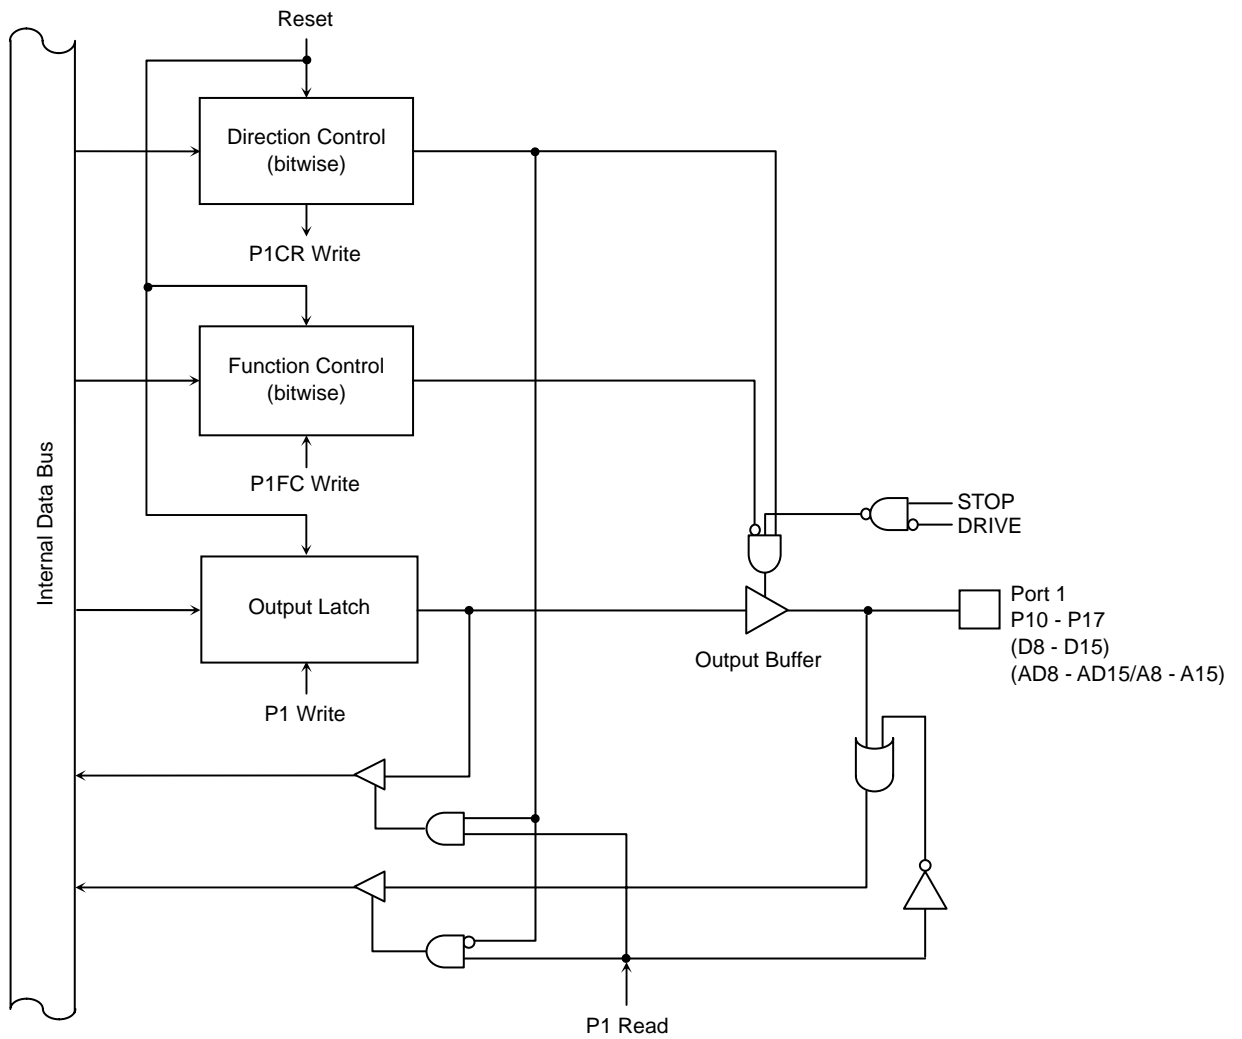 Reset
Direction Control
(bitwise)
P1CR Write
Function Control
(bitwise)
P1FC Write
Internal Data Bus
STOP
DRIVE
Output Latch
Port 1
P10 - P17
(D8 - D15)
(AD8 - AD15/A8 - A15)
Output Buffer
P1 Write
P1 Read